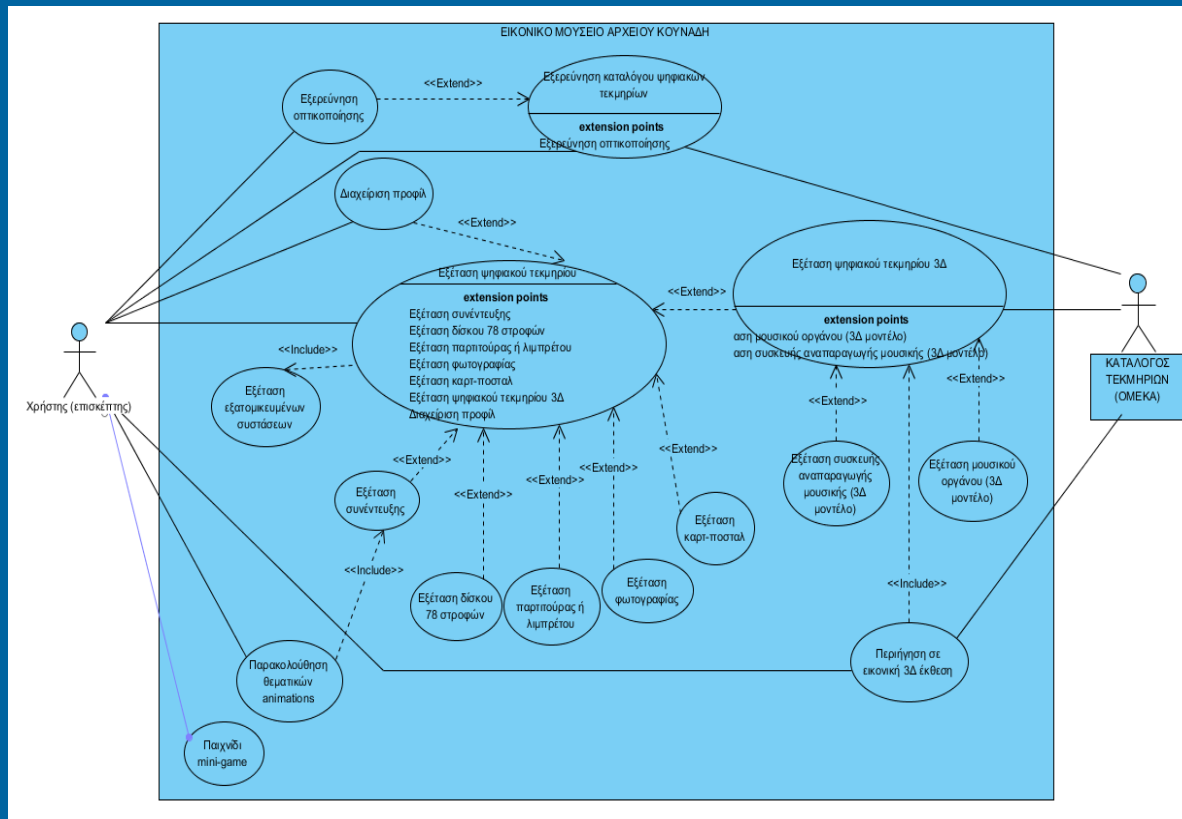 ΕΙΚΟΝΙΚΟ ΜΟΥΣΕΙΟ ΑΡΧΕΙΟΥ ΚΟΥΝΑΔΗ
Εξερεύνηση
οπτικοποίησης
<<Extend>>
Εξερεύνηση καταλόγου ψηφιακών
τεκμηρίων
extension points
Εξερεύνηση οπτικοποίησης
Διαχείριση προφίλ
<<Extend>>
Εξέταση ψηφιακού τεκμηρίου
extension points
Εξέταση συνέντευξης
Εξέταση δίσκου 78 στροφών
Εξέταση παρτιτούρας ή λιμπρέτου
Εξέταση φωτογραφίας
Εξέταση καρτ-ποσταλ
Εξέταση ψηφιακού τεκμηρίου 3Δ
Διαχείριση προφίλ
<<Extend>>
Εξέταση ψηφιακού τεκμηρίου 3Δ
extension points
αση μουσικού οργάνου (3Δ μοντέλο)
αση συσκευής αναπαραγωγής μουσικής (3Δ μοντέλο)
ΚΑΤΑΛΟΓΟΣ
ΤΕΚΜΗΡΙΩΝ
(OMEKA)
Χρήστης (επισκέπτης)
<<Include>>
Εξέταση
εξατομικευμένων
συστάσεων
<<Extend>>
<<Extend>>
<<Extend>>
<<Extend>>
<<Extend>>
<<Extend>>
<<Extend>>
Εξέταση
συνέντευξης
Εξέταση συσκευής
αναπαραγωγής
μουσικής (3Δ
μοντέλο)
Εξέταση μουσικού
οργάνου (3Δ
μοντέλο)
Εξέταση
καρτ-ποσταλ
<<Include>>
<<Include>>
Εξέταση δίσκου
78 στροφών
Εξέταση
παρτιτούρας ή
λιμπρέτου
Εξέταση
φωτογραφίας
Παρακολούθηση
θεματικών
animations
Περιήγηση σε
εικονική 3Δ έκθεση
Παιχνίδι
mini-game